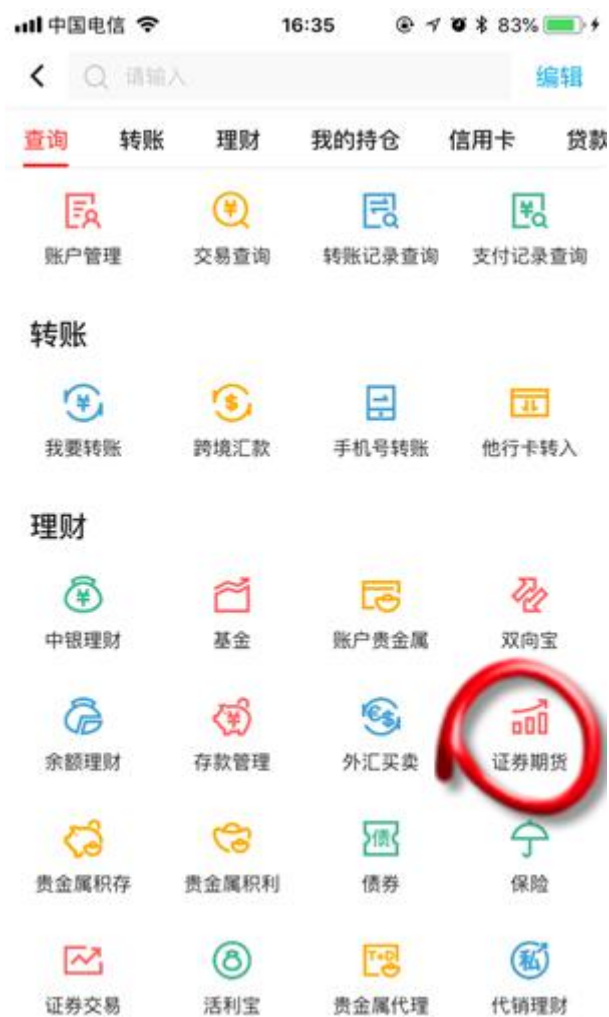 中国电信 16:35 83%
请输入 编辑
查询 转账 理财 我的持仓 信用卡 贷款
账户管理 交易查询 转账记录查询 支付记录查询
转账
我要转账 跨境汇款 手机号转账 他行卡转入
理财
中银理财 基金 账户贵金属 双向宝
余额理财 存款管理 外汇买卖 证券期货
债
贵金属积存 贵金属积利 债券 保险
T+D 私
证券交易 活利宝 贵金属代理 代销理财